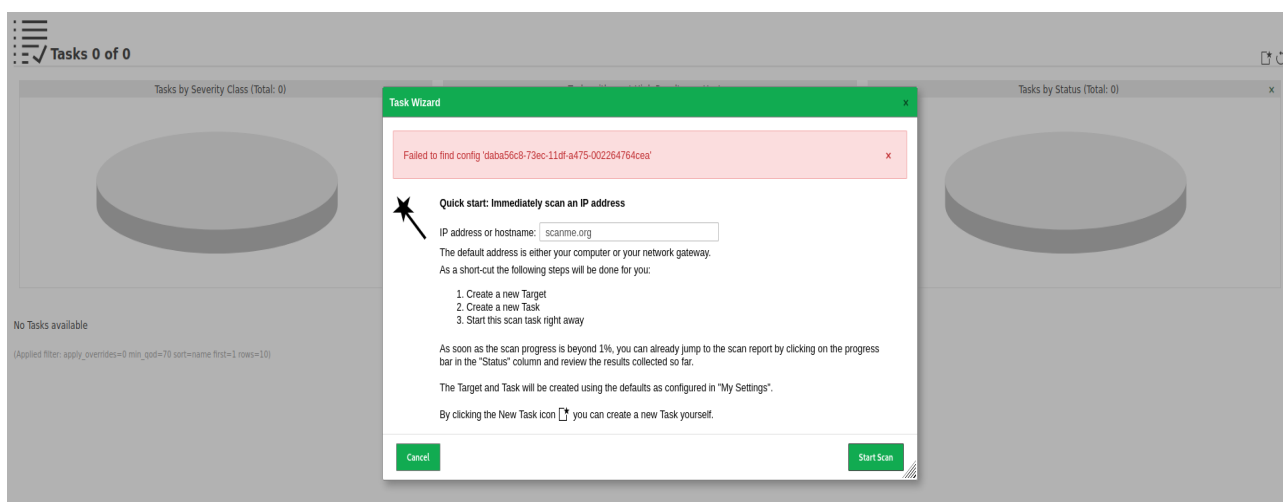 Tasks 0 of 0
Tasks by Severity Class (Total: 0)
Tasks by Status (Total: 0)
x
Task Wizard
x
Failed to find config 'daba56c8-73ec-11df-a475-002264764cea'
x
Quick start: Immediately scan an IP address
IP address or hostname: scanme.org
The default address is either your computer or your network gateway.
As a short-cut the following steps will be done for you:
1. Create a new Target
2. Create a new Task
3. Start this scan task right away
As soon as the scan progress is beyond 1%, you can already jump to the scan report by clicking on the progress
bar in the "Status" column and review the results collected so far.
The Target and Task will be created using the defaults as configured in "My Settings".
By clicking the New Task icon you can create a new Task yourself.
Cancel
Start Scan
No Tasks available
(Applied filter: apply_overrides=0 min_qod=70 sort=name first=1 rows=10)